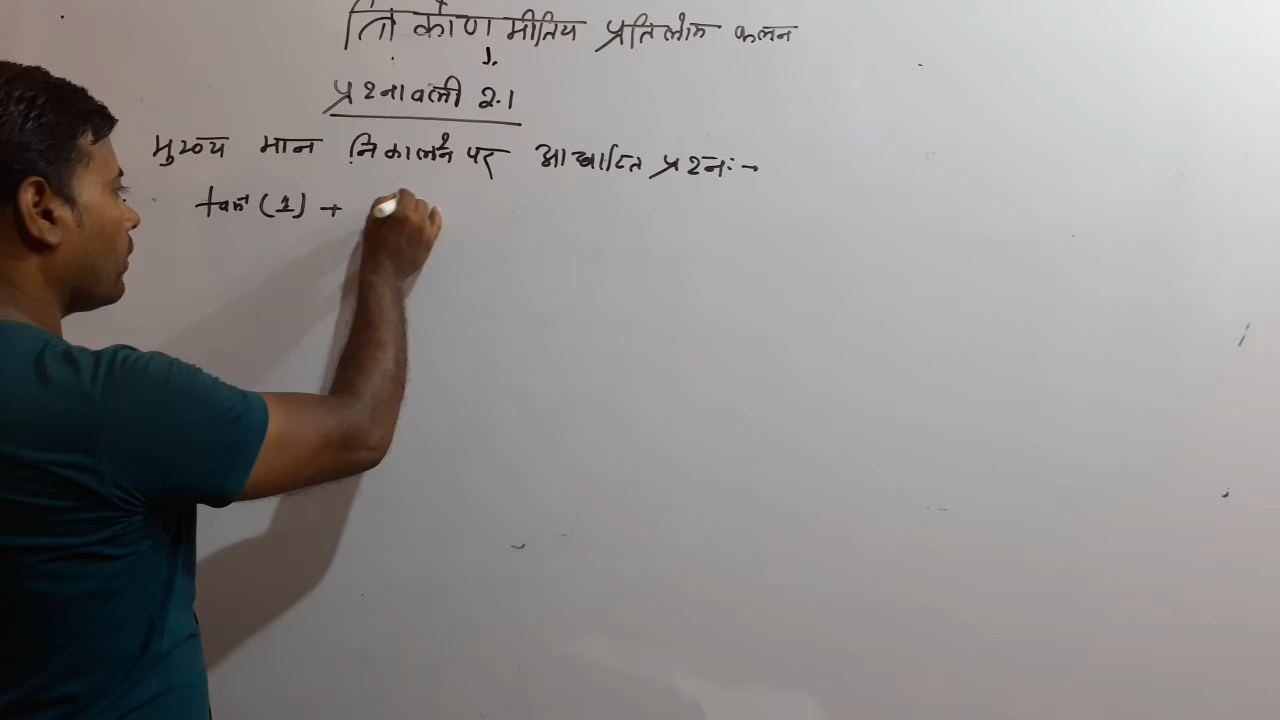 त्रिकोणमीतिय प्रतिलोम फलन
प्रश्नावली 2.1
मुख्य मान निकालने पर आधारित प्रश्नः→
tan⁻¹(1) +